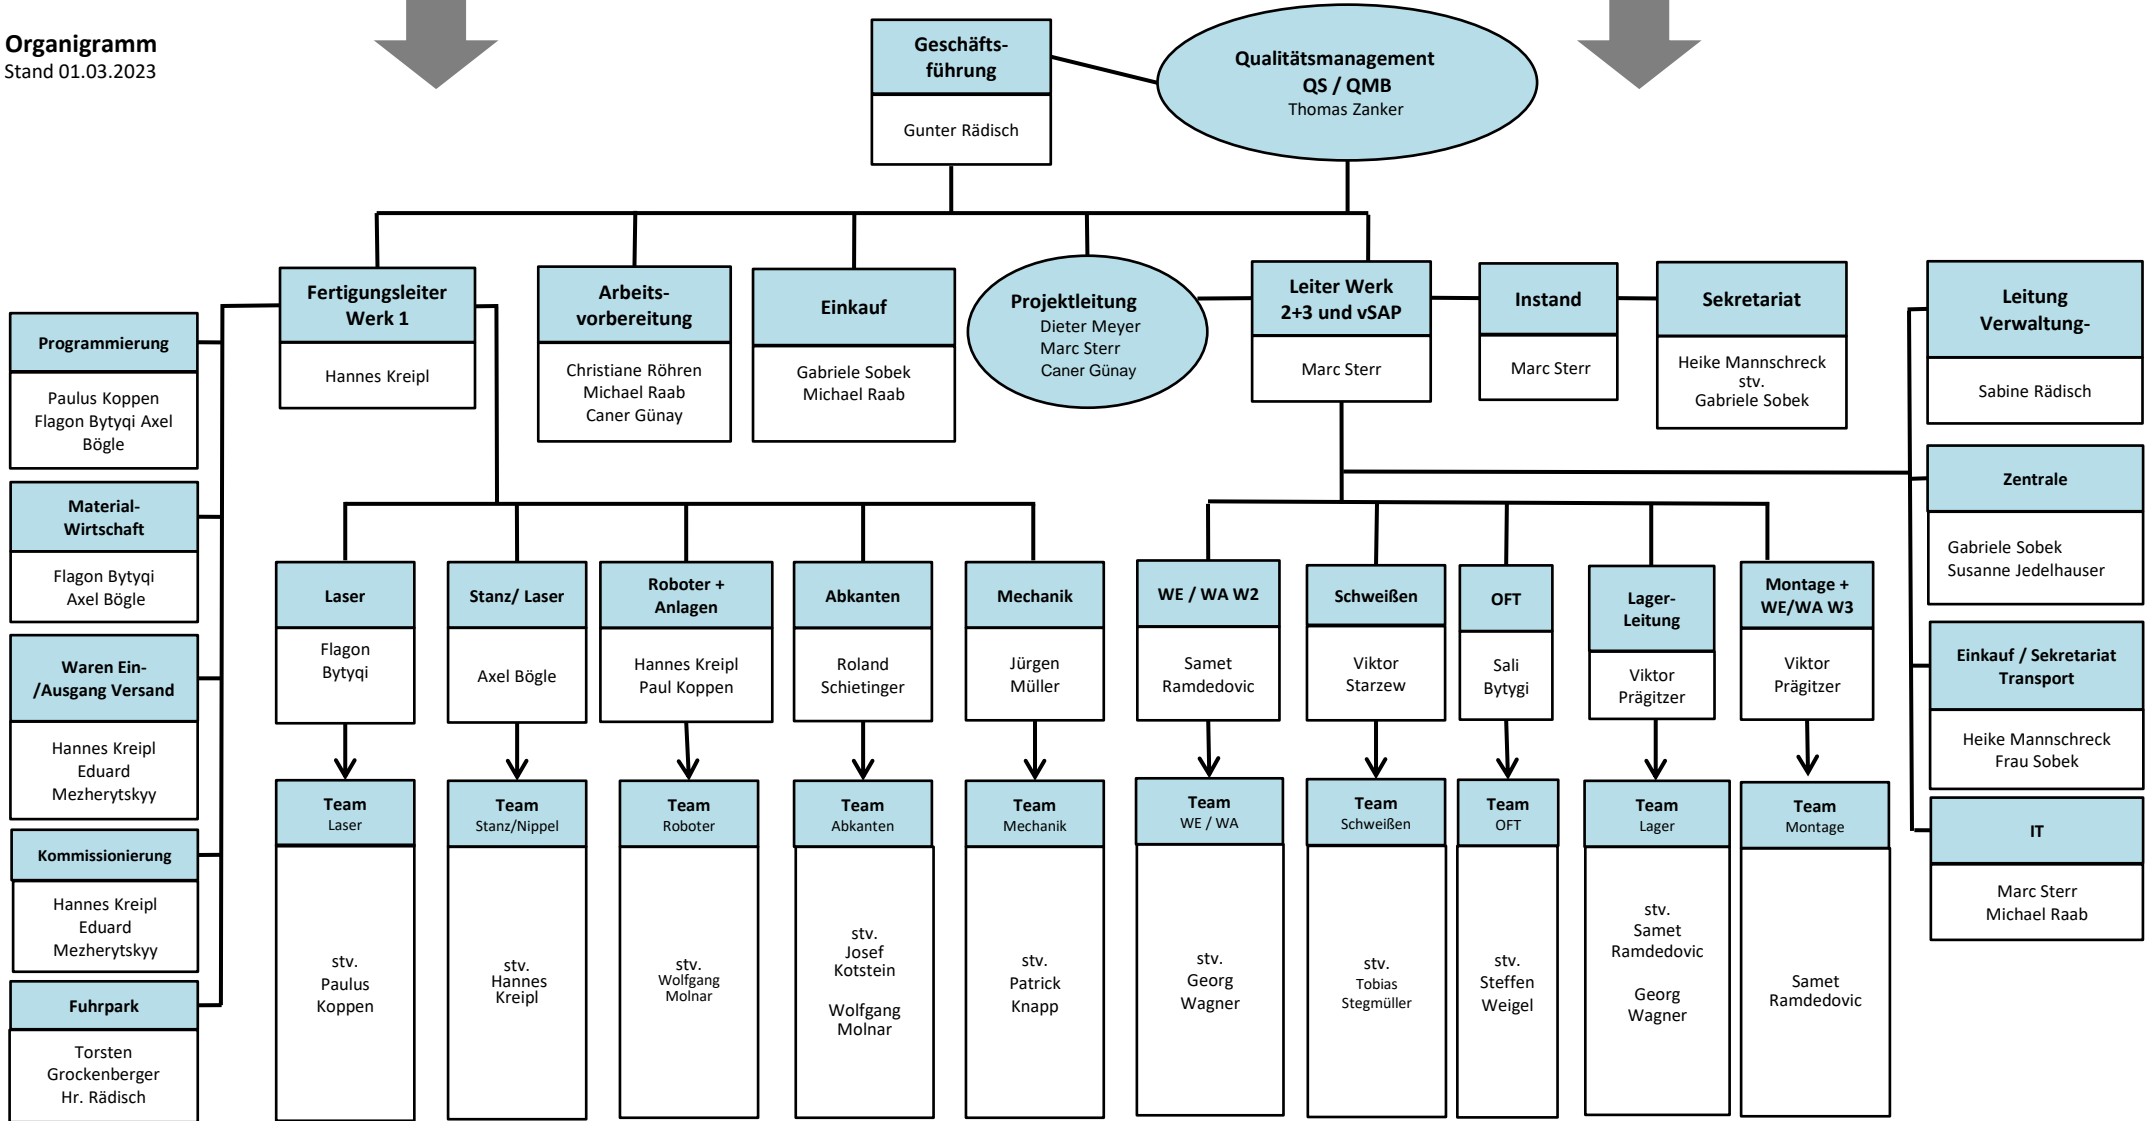 Organigramm
Stand 01.03.2023
Geschäfts-
führung
Gunter Rädisch
Qualitätsmanagement
QS / QMB
Thomas Zanker
Fertigungsleiter
Werk 1
Hannes Kreipl
Arbeits-
vorbereitung
Christiane Röhren
Michael Raab
Caner Günay
Einkauf
Gabriele Sobek
Michael Raab
Projektleitung
Dieter Meyer
Marc Sterr
Caner Günay
Leiter Werk
2+3 und vSAP
Marc Sterr
Instand
Marc Sterr
Sekretariat
Heike Mannschreck
stv.
Gabriele Sobek
Leitung
Verwaltung-
Sabine Rädisch
Programmierung
Paulus Koppen
Flagon Bytyqi Axel
Bögle
Material-
Wirtschaft
Flagon Bytyqi
Axel Bögle
Waren Ein-
/Ausgang Versand
Hannes Kreipl
Eduard
Mezherytskyy
Kommissionierung
Hannes Kreipl
Eduard
Mezherytskyy
Fuhrpark
Torsten
Grockenberger
Hr. Rädisch
Zentrale
Gabriele Sobek
Susanne Jedelhauser
Einkauf / Sekretariat
Transport
Heike Mannschreck
Frau Sobek
IT
Marc Sterr
Michael Raab
Laser
Flagon
Bytyqi
Stanz/ Laser
Axel Bögle
Roboter +
Anlagen
Hannes Kreipl
Paul Koppen
Abkanten
Roland
Schietinger
Mechanik
Jürgen
Müller
WE / WA W2
Samet
Ramdedovic
Schweißen
Viktor
Starzew
OFT
Sali
Bytygi
Lager-
Leitung
Viktor
Prägitzer
Montage +
WE/WA W3
Viktor
Prägitzer
Team
Laser
stv.
Paulus
Koppen
Team
Stanz/Nippel
stv.
Hannes
Kreipl
Team
Roboter
stv.
Wolfgang
Molnar
Team
Abkanten
stv.
Josef
Kotstein
Wolfgang
Molnar
Team
Mechanik
stv.
Patrick
Knapp
Team
WE / WA
stv.
Georg
Wagner
Team
Schweißen
stv.
Tobias
Stegmüller
Team
OFT
stv.
Steffen
Weigel
Team
Lager
stv.
Samet
Ramdedovic
Georg
Wagner
Team
Montage
Samet
Ramdedovic